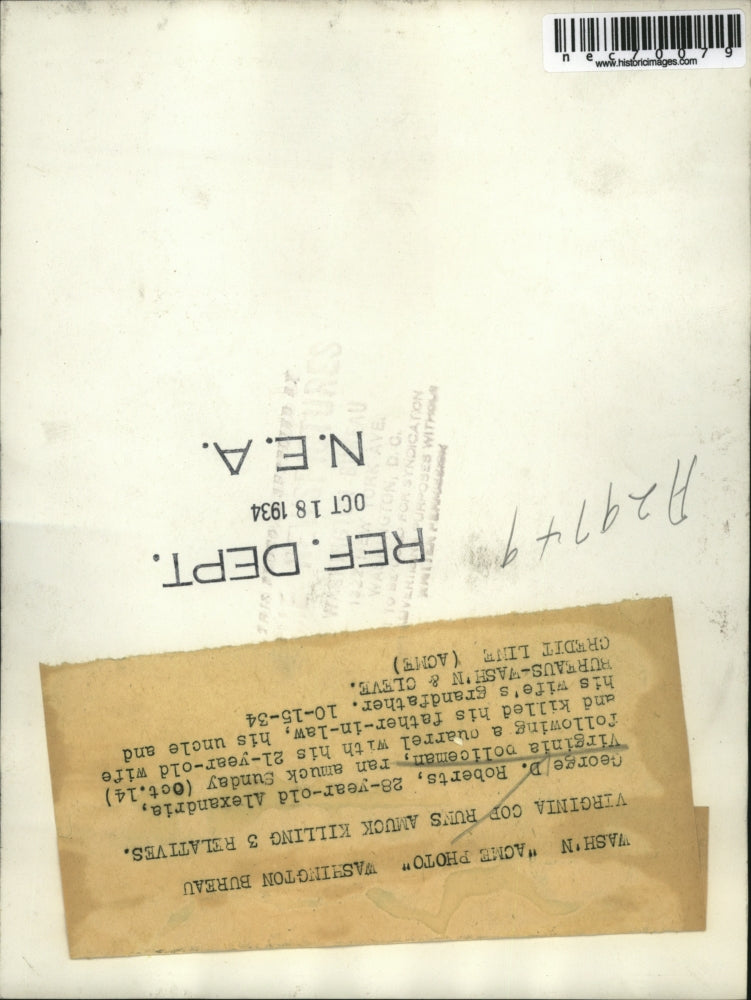 nec70079
www.historicimages.com
WASH'N "ACME PHOTO" WASHINGTON BUREAU
VIRGINIA COP RUNS AMUCK KILLING 3 RELATIVES.
George D. Roberts, 28-year-old Alexandria,
Virginia policeman, ran amuck Sunday (Oct.14)
following a quarrel with his 21-year-old wife
and killed his father-in-law, his uncle and
his wife's grandfather. 10-15-34
BUREAUS-WASH'N & CLEVE.
CREDIT LINE (ACME)
REF. DEPT.
OCT 18 1934
N.E.A.